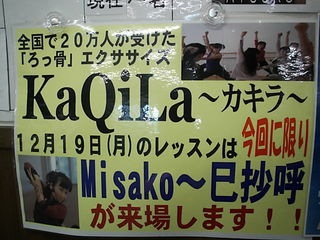 全国で20万人が受けた
「ろっ骨」エクササイズ
KaQiLa～カキラ～
12月19日(月)のレッスンは
今回に限り
Misako～巳抄呼
が来場します!!